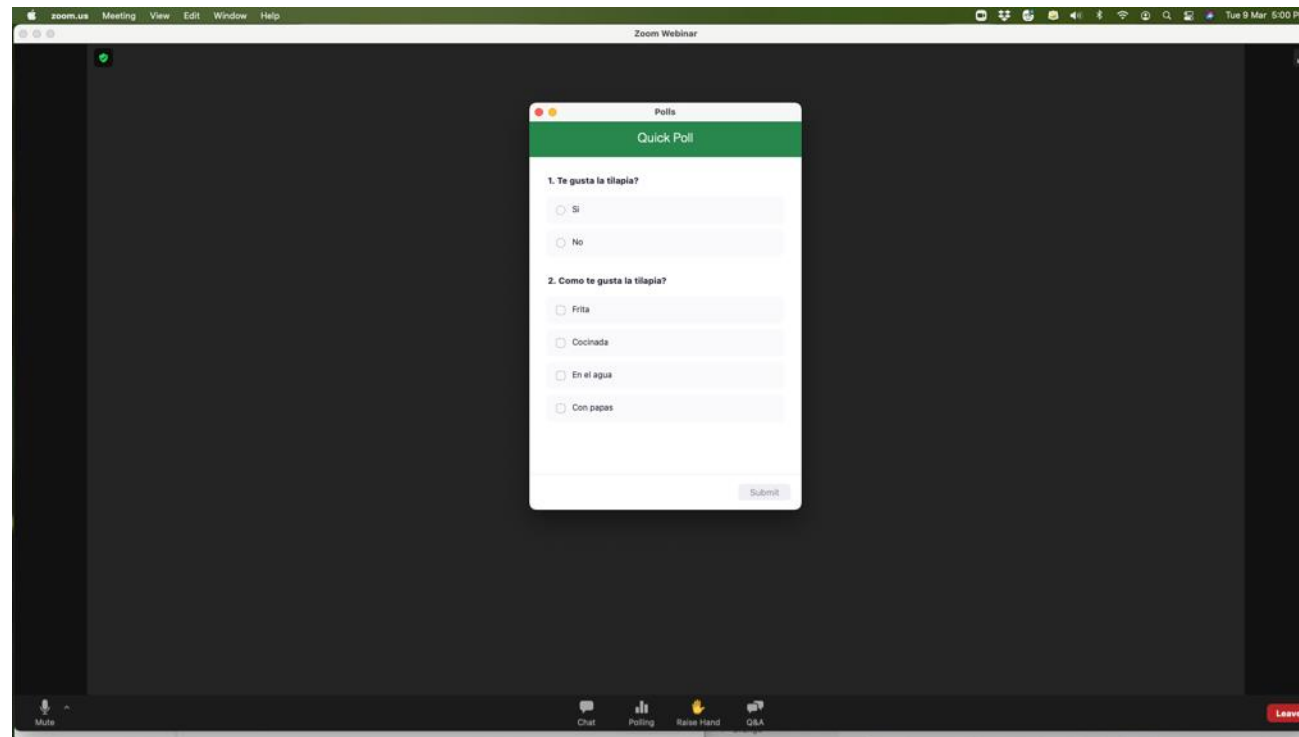 zoom.us Meeting View Edit Window Help Tue 9 Mar 5:00 P
Zoom Webinar
Polls
Quick Poll
1. Te gusta la tilapia?
Si
No
2. Como te gusta la tilapia?
Frita
Cocinada
En el agua
Con papas
Submit
Mute Chat Polling Raise Hand Q&A Leave